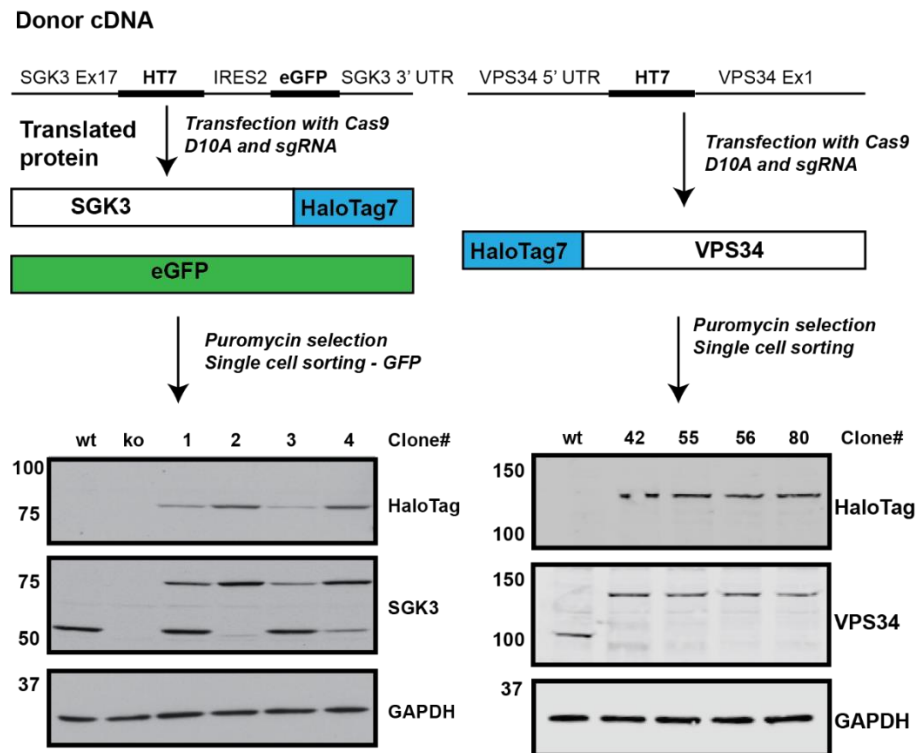 Donor cDNA
SGK3 Ex17 HT7 IRES2 eGFP SGK3 3' UTR
Translated protein
Transfection with Cas9
D10A and sgRNA
SGK3 HaloTag7
eGFP
Puromycin selection
Single cell sorting - GFP
wt ko 1 2 3 4 Clone#
100
75
HaloTag
75
50
SGK3
37
GAPDH
VPS34 5' UTR HT7 VPS34 Ex1
Transfection with Cas9
D10A and sgRNA
HaloTag7 VPS34
Puromycin selection
Single cell sorting
wt 42 55 56 80 Clone#
150
100
HaloTag
150
100
VPS34
37
GAPDH